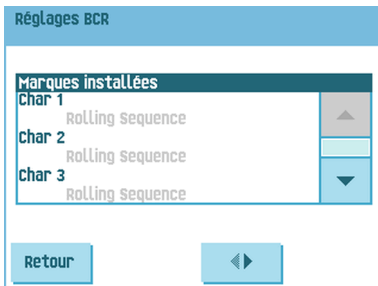 Réglages BCR
Marques installées
Char 1
Rolling Sequence
Char 2
Rolling Sequence
Char 3
Rolling Sequence
Retour